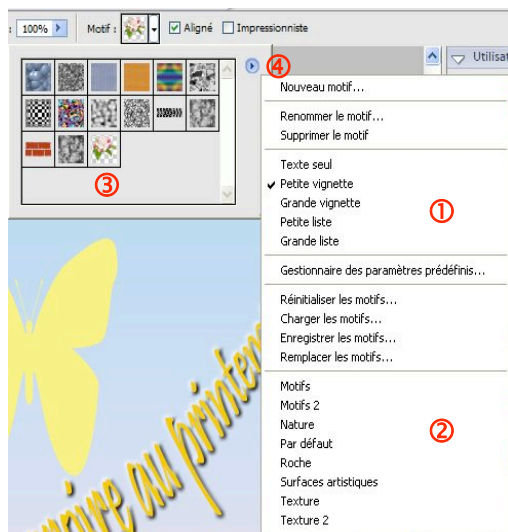 : 100% Motif : Aligné Impressionniste
④
Utilisat
Nouveau motif...
Renommer le motif...
Supprimer le motif
Texte seul
Petite vignette
Grande vignette
①
Petite liste
Grande liste
③
Gestionnaire des paramètres prédéfinis...
Réinitialiser les motifs...
Charger les motifs...
Enregistrer les motifs...
Remplacer les motifs...
Motifs
Motifs 2
Nature
②
Par défaut
Roche
Surfaces artistiques
Texture
Texture 2
au printem